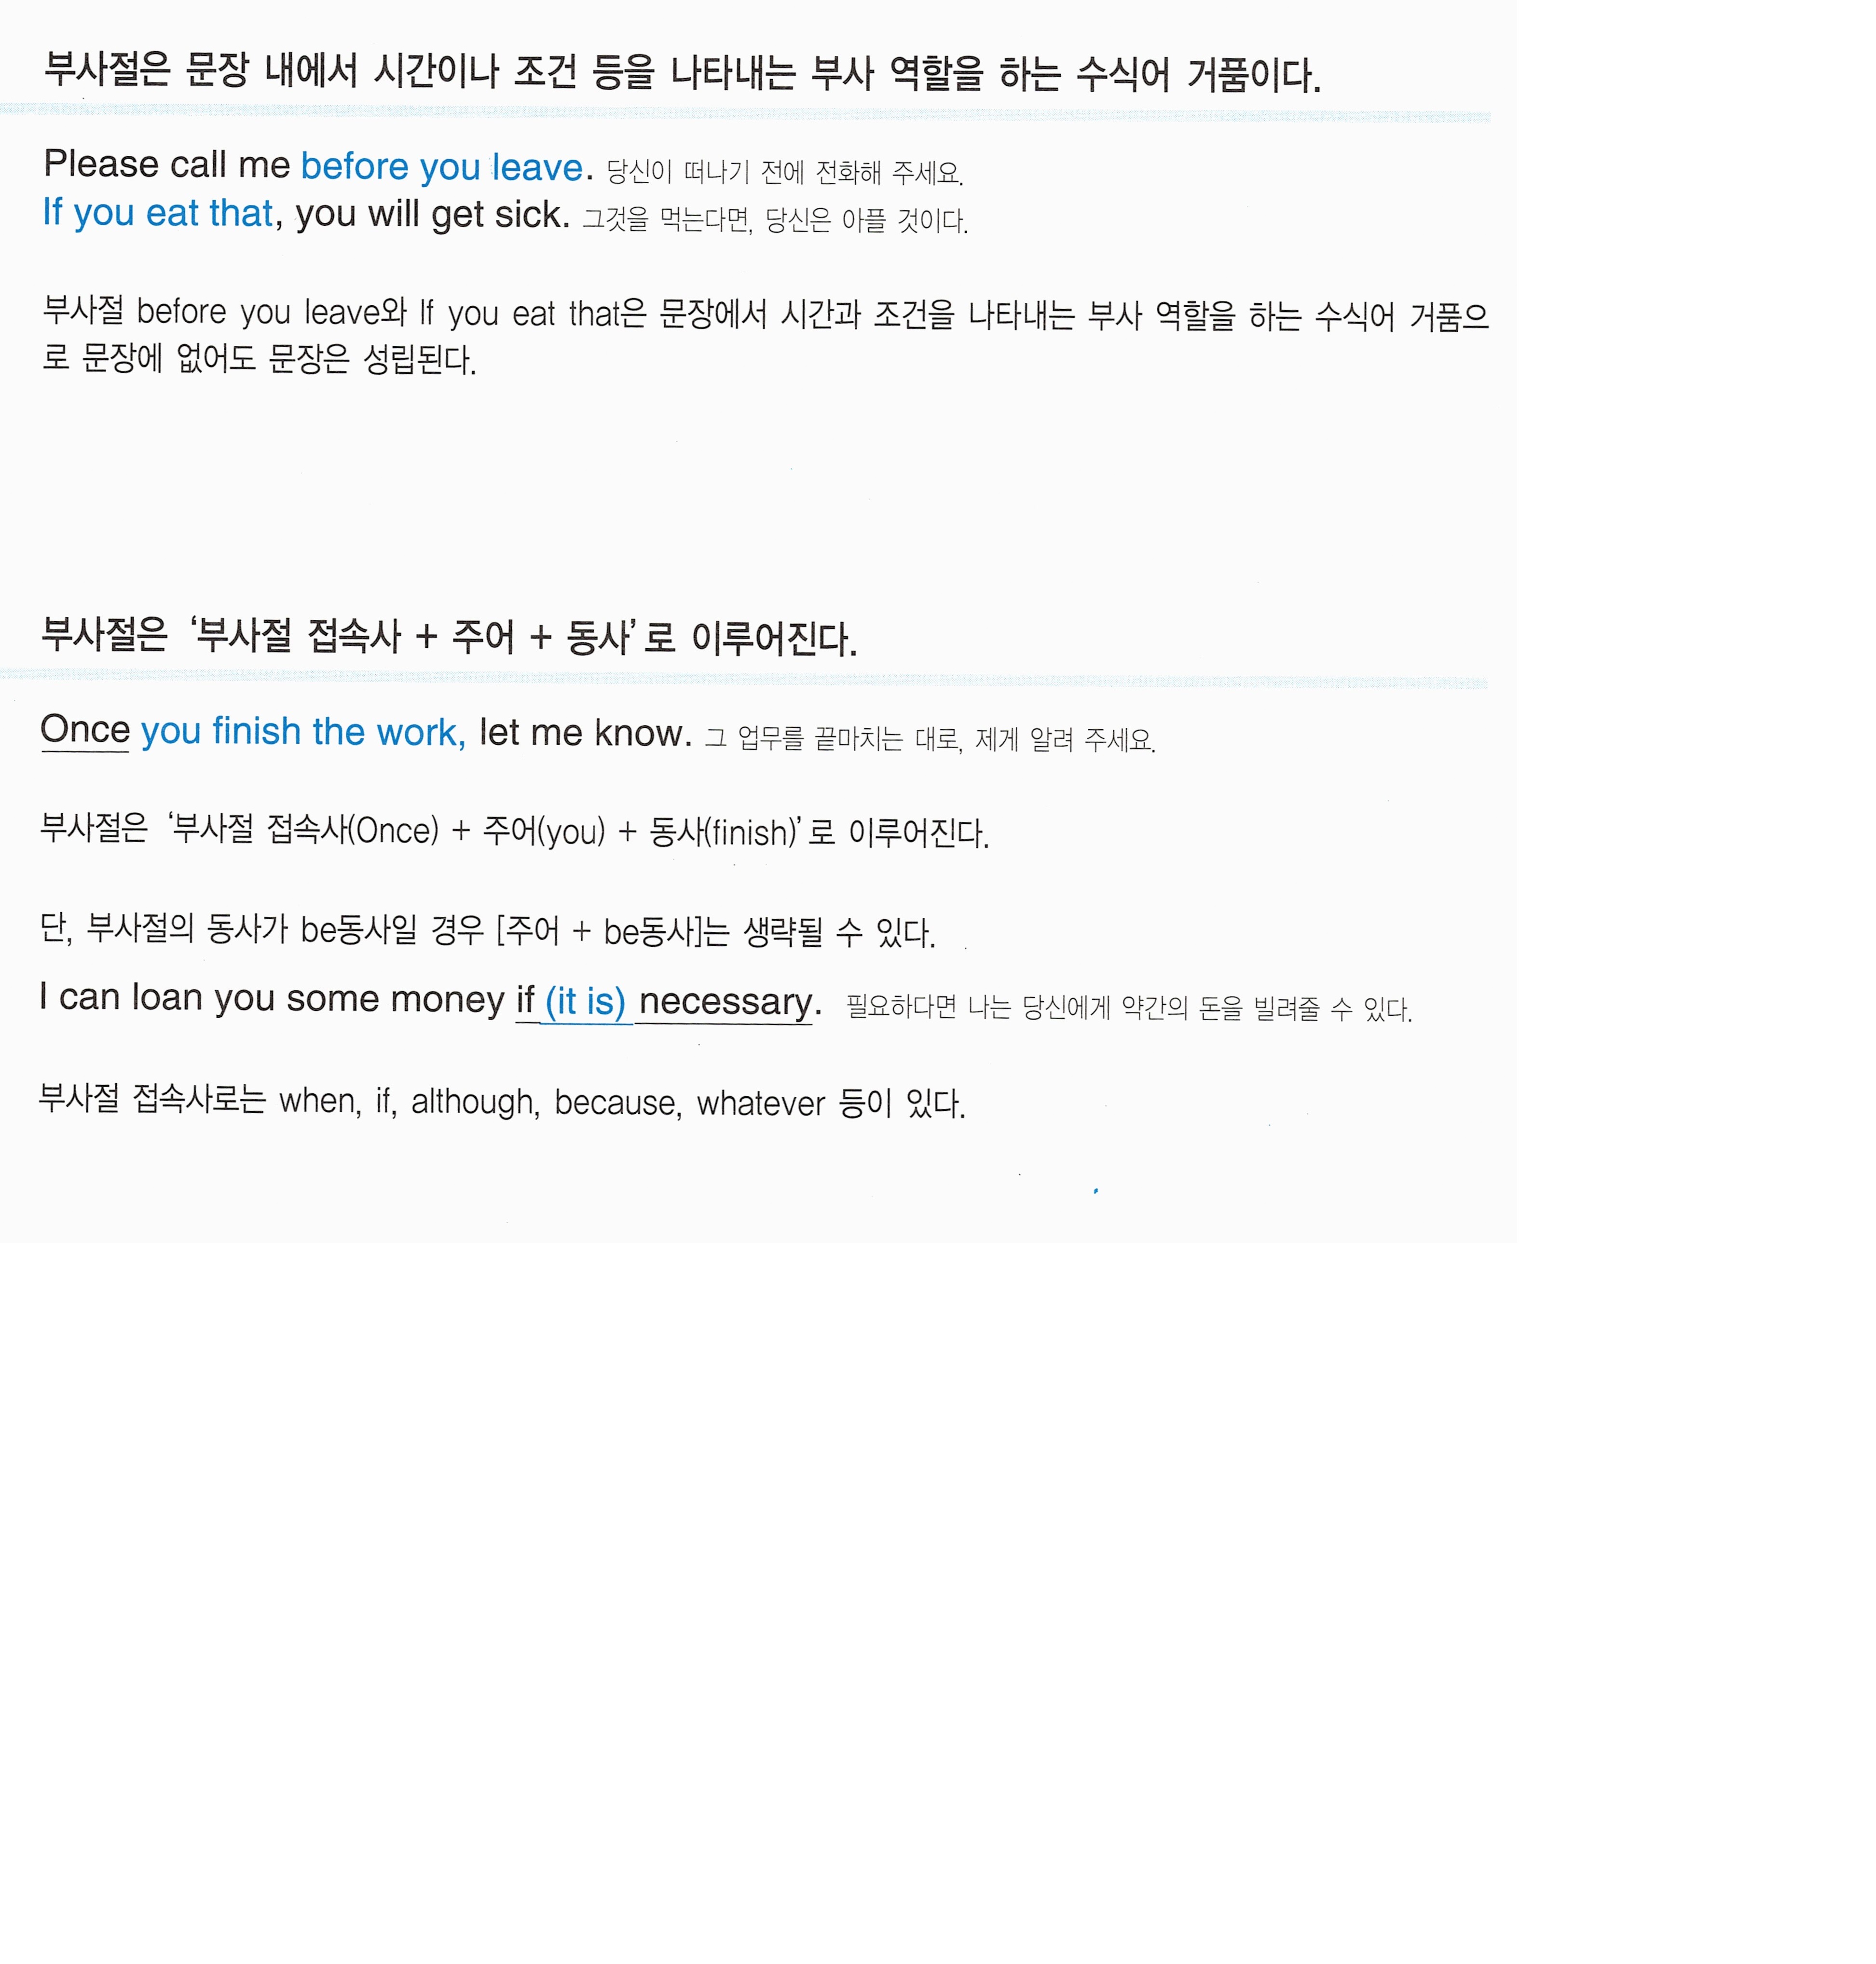 부사절은 문장 내에서 시간이나 조건 등을 나타내는 부사 역할을 하는 수식어 거품이다.
Please call me before you leave. 당신이 떠나기 전에 전화해 주세요.
If you eat that, you will get sick. 그것을 먹는다면, 당신은 아플 것이다.
부사절 before you leave와 If you eat that은 문장에서 시간과 조건을 나타내는 부사 역할을 하는 수식어 거품으
로 문장에 없어도 문장은 성립된다.
부사절은 ‘부사절 접속사 + 주어 + 동사’로 이루어진다.
Once you finish the work, let me know. 그 업무를 끝마치는 대로, 제게 알려 주세요.
부사절은 ‘부사절 접속사(Once) + 주어(you) + 동사(finish)’로 이루어진다.
단, 부사절의 동사가 be동사일 경우 [주어 + be동사]는 생략될 수 있다.
I can loan you some money if (it is) necessary. 필요하다면 나는 당신에게 약간의 돈을 빌려줄 수 있다.
부사절 접속사로는 when, if, although, because, whatever 등이 있다.